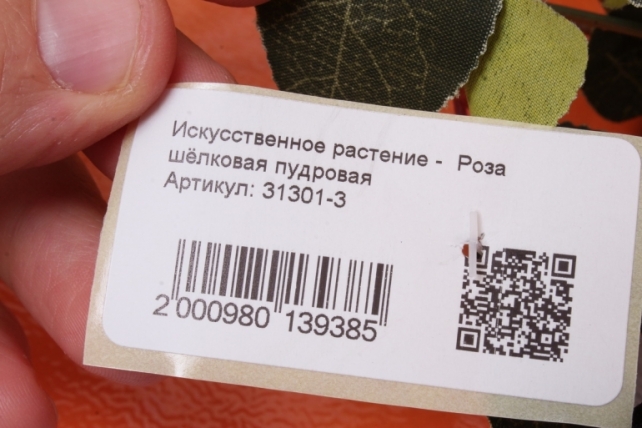 Искусственное растение - Роза
шёлковая пудровая
Артикул: 31301-3
2 000980 139385